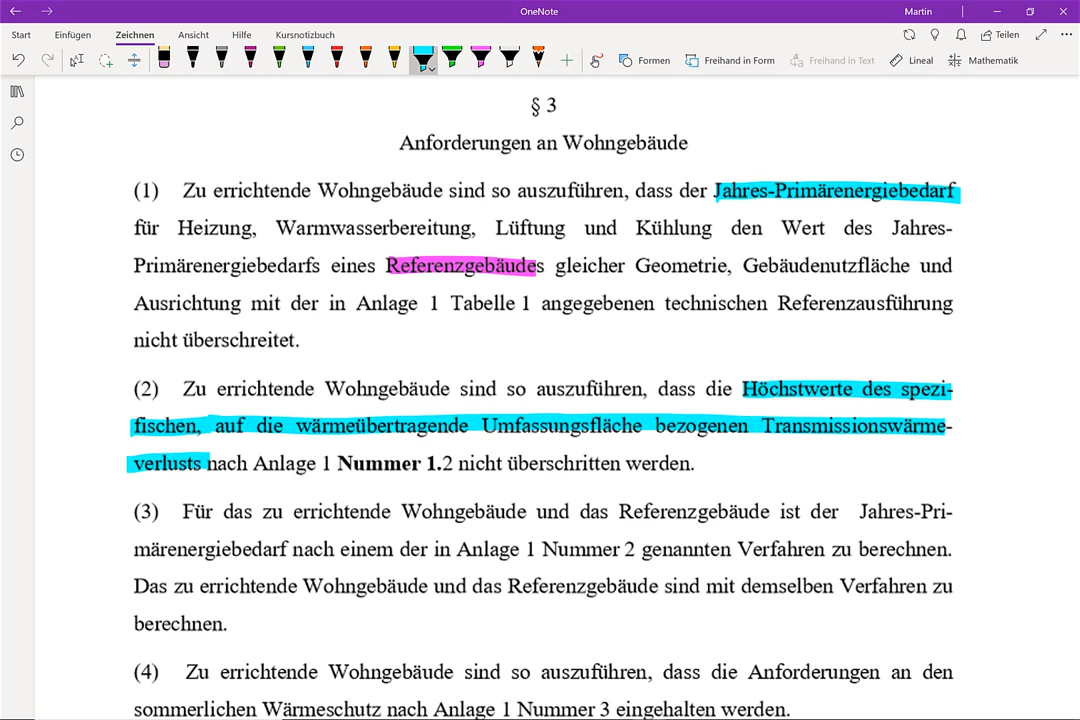 OneNote
Martin
Start Einfügen Zeichnen Ansicht Hilfe Kursnotizbuch
Teilen
Formen Freihand in Form Freihand in Text Lineal Mathematik
§ 3
Anforderungen an Wohngebäude
(1) Zu errichtende Wohngebäude sind so auszuführen, dass der Jahres-Primärenergiebedarf
für Heizung, Warmwasserbereitung, Lüftung und Kühlung den Wert des Jahres-
Primärenergiebedarfs eines Referenzgebäudes gleicher Geometrie, Gebäudenutzfläche und
Ausrichtung mit der in Anlage 1 Tabelle 1 angegebenen technischen Referenzausführung
nicht überschreitet.
(2) Zu errichtende Wohngebäude sind so auszuführen, dass die Höchstwerte des spezi-
fischen, auf die wärmeübertragende Umfassungsfläche bezogenen Transmissionswärme-
verlusts nach Anlage 1 Nummer 1.2 nicht überschritten werden.
(3) Für das zu errichtende Wohngebäude und das Referenzgebäude ist der Jahres-Pri-
märenergiebedarf nach einem der in Anlage 1 Nummer 2 genannten Verfahren zu berechnen.
Das zu errichtende Wohngebäude und das Referenzgebäude sind mit demselben Verfahren zu
berechnen.
(4) Zu errichtende Wohngebäude sind so auszuführen, dass die Anforderungen an den
sommerlichen Wärmeschutz nach Anlage 1 Nummer 3 eingehalten werden.